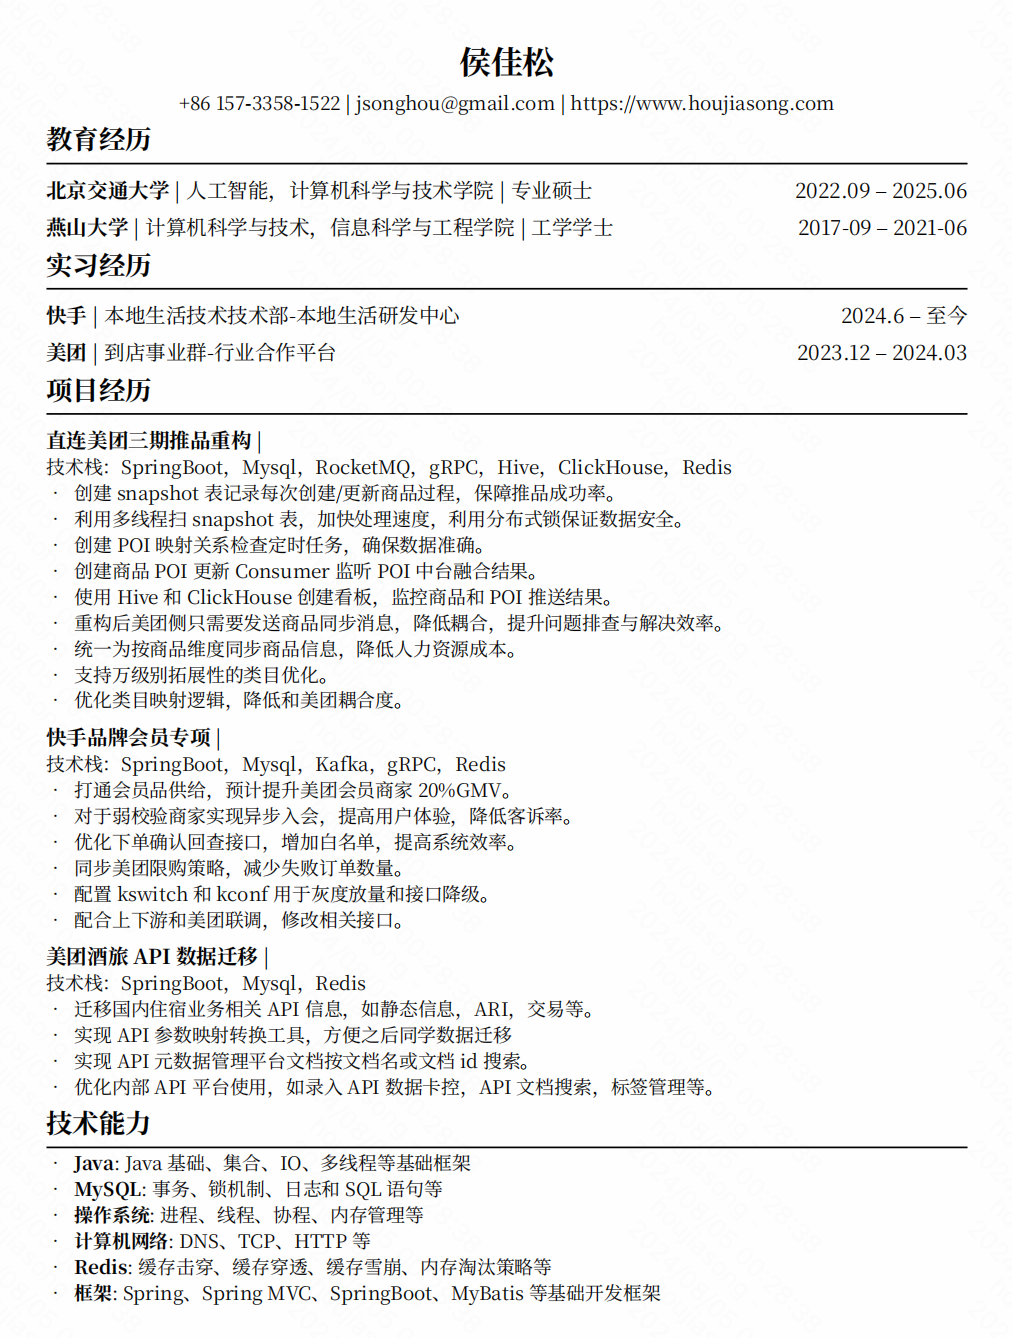 侯佳松
+86 157-3358-1522 | jsonghou@gmail.com | https://www.houjiasong.com
教育经历
北京交通大学 | 人工智能，计算机科学与技术学院 | 专业硕士 2022.09 – 2025.06
燕山大学 | 计算机科学与技术，信息科学与工程学院 | 工学学士 2017-09 – 2021-06
实习经历
快手 | 本地生活技术技术部-本地生活研发中心 2024.6 – 至今
美团 | 到店事业群-行业合作平台 2023.12 – 2024.03
项目经历
直连美团三期推品重构 |
技术栈：SpringBoot，Mysql，RocketMQ，gRPC，Hive，ClickHouse，Redis
· 创建 snapshot 表记录每次创建/更新商品过程，保障推品成功率。
· 利用多线程扫 snapshot 表，加快处理速度，利用分布式锁保证数据安全。
· 创建 POI 映射关系检查定时任务，确保数据准确。
· 创建商品 POI 更新 Consumer 监听 POI 中台融合结果。
· 使用 Hive 和 ClickHouse 创建看板，监控商品和 POI 推送结果。
· 重构后美团侧只需要发送商品同步消息，降低耦合，提升问题排查与解决效率。
· 统一为按商品维度同步商品信息，降低人力资源成本。
· 支持万级别拓展性的类目优化。
· 优化类目映射逻辑，降低和美团耦合度。
快手品牌会员专项 |
技术栈：SpringBoot，Mysql，Kafka，gRPC，Redis
· 打通会员品供给，预计提升美团会员商家 20%GMV。
· 对于弱校验商家实现异步入会，提高用户体验，降低客诉率。
· 优化下单确认回查接口，增加白名单，提高系统效率。
· 同步美团限购策略，减少失败订单数量。
· 配置 kswitch 和 kconf 用于灰度放量和接口降级。
· 配合上下游和美团联调，修改相关接口。
美团酒旅 API 数据迁移 |
技术栈：SpringBoot，Mysql，Redis
· 迁移国内住宿业务相关 API 信息，如静态信息，ARI，交易等。
· 实现 API 参数映射转换工具，方便之后同学数据迁移
· 实现 API 元数据管理平台文档按文档名或文档 id 搜索。
· 优化内部 API 平台使用，如录入 API 数据卡控，API 文档搜索，标签管理等。
技术能力
· Java: Java 基础、集合、IO、多线程等基础框架
· MySQL: 事务、锁机制、日志和 SQL 语句等
· 操作系统: 进程、线程、协程、内存管理等
· 计算机网络: DNS、TCP、HTTP 等
· Redis: 缓存击穿、缓存穿透、缓存雪崩、内存淘汰策略等
· 框架: Spring、Spring MVC、SpringBoot、MyBatis 等基础开发框架